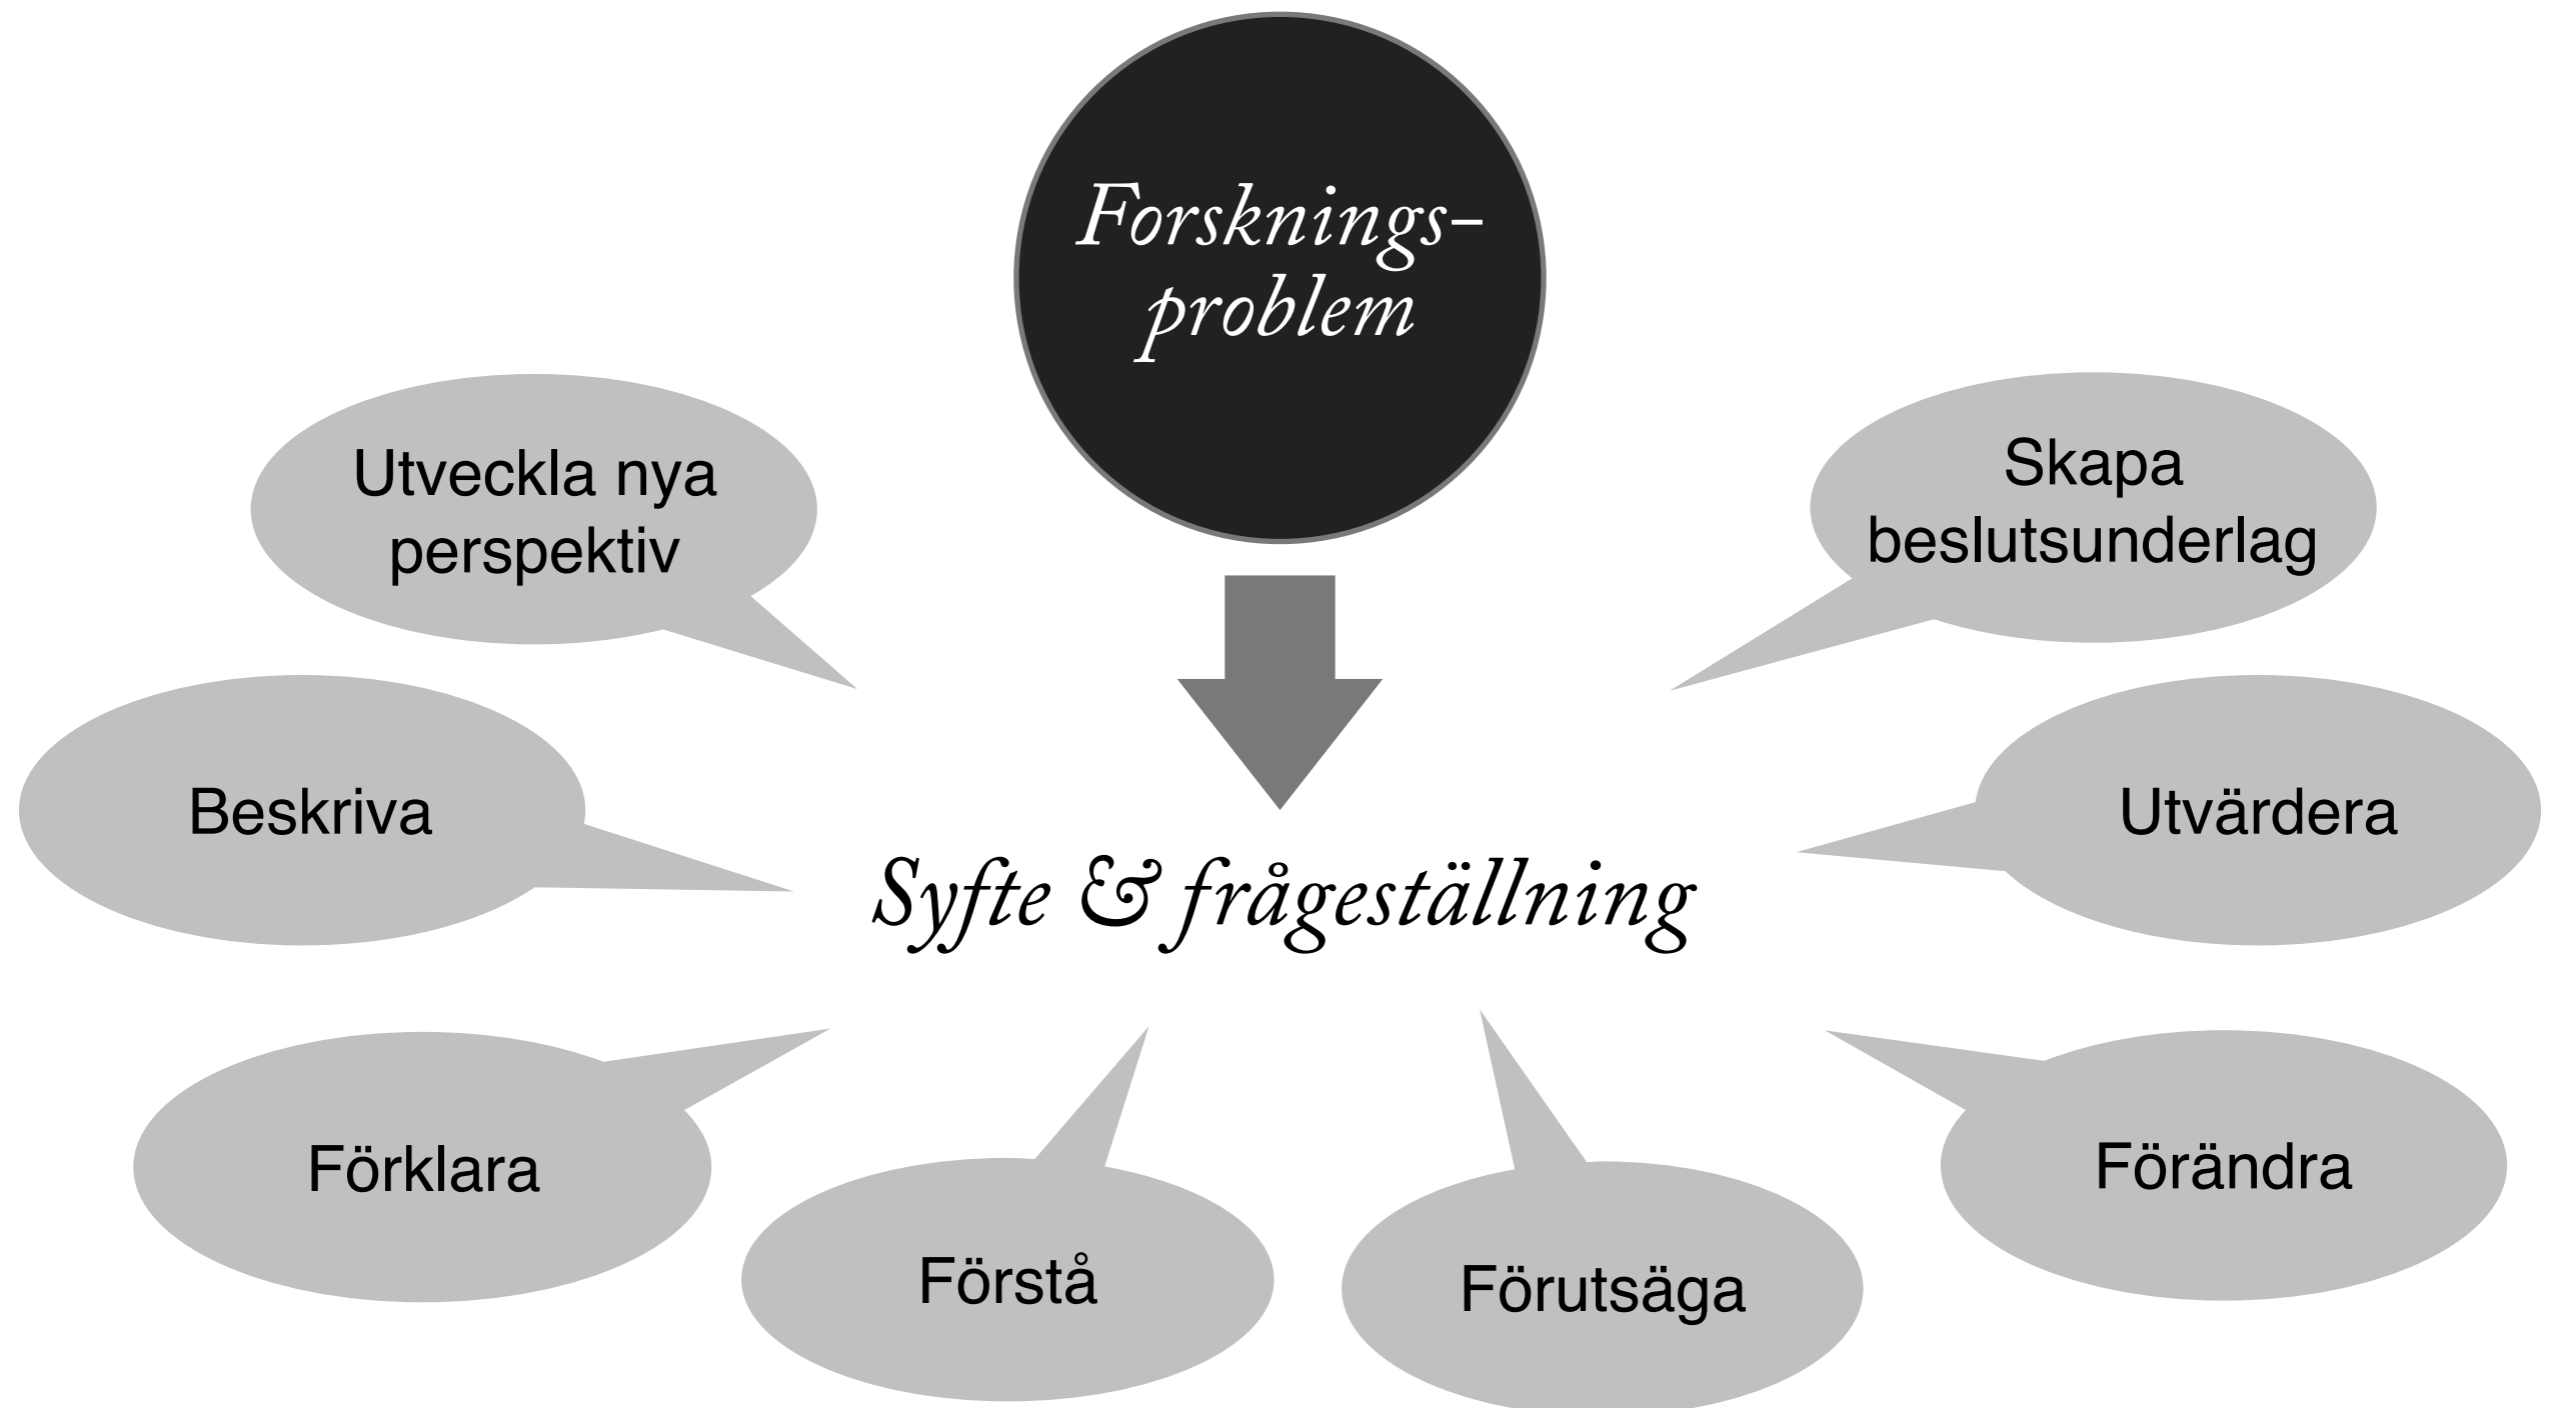 Forsknings-
problem
Utveckla nya
perspektiv
Skapa
beslutsunderlag
Beskriva
Utvärdera
Syfte & frågeställning
Förklara
Förändra
Förstå
Förutsäga